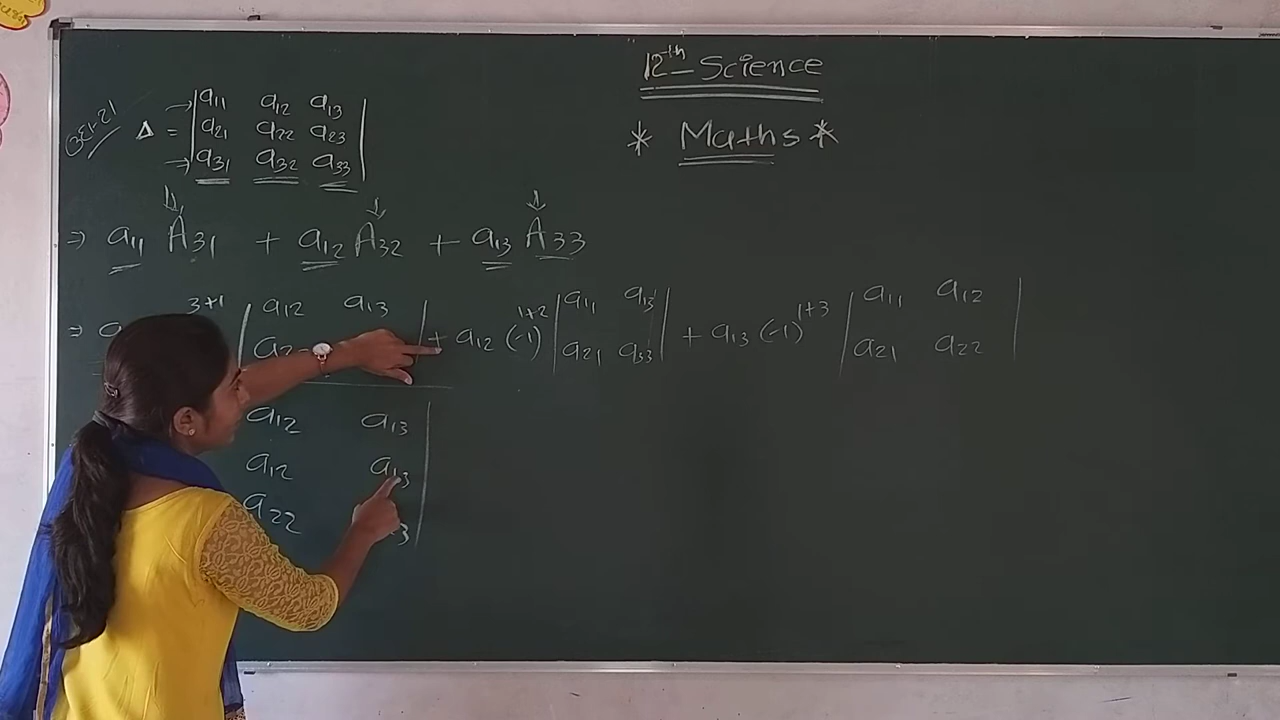 12th Science
* Maths *
→ | a11 a12 a13 |
Δ = | a21 a22 a23 |
→ | a31 a32 a33 |
⇒ a11 A31 + a12 A32 + a13 A33
⇒ 3+1 | a12 a13 | + a12 (-1)^1+2 | a11 a13 | + a13 (-1)^1+3 | a11 a12 |
| a21 a33 | | a21 a22 |
a12 a13 |
a12 a13 |
a22 |